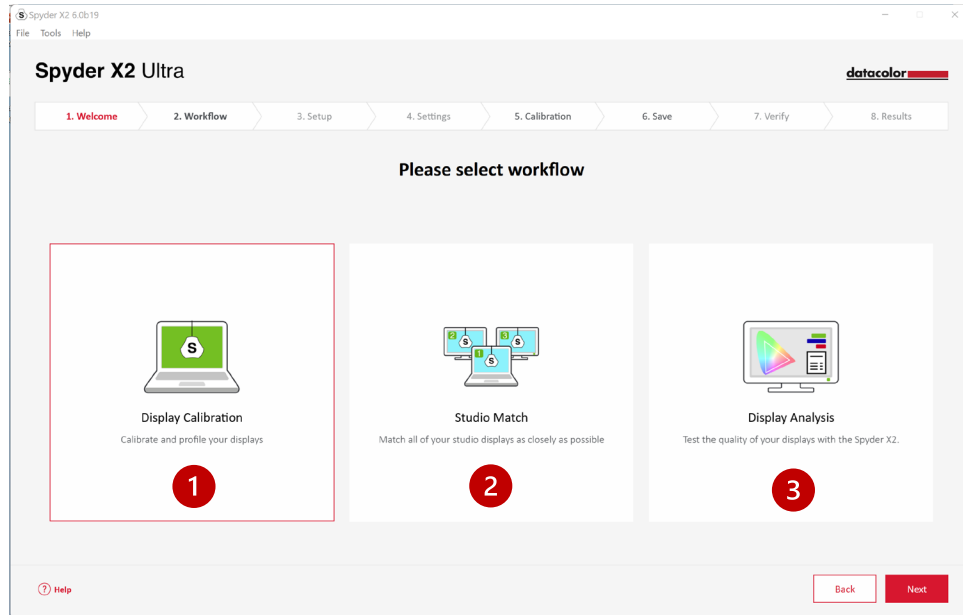 Spyder X2 6.0b19
File Tools Help
Spyder X2 Ultra
datacolor
1. Welcome 2. Workflow 3. Setup 4. Settings 5. Calibration 6. Save 7. Verify 8. Results
Please select workflow
S
2 S 3 S
1 S
Display Calibration Studio Match Display Analysis
Calibrate and profile your displays Match all of your studio displays as closely as possible Test the quality of your displays with the Spyder X2.
1 2 3
? Help Back Next